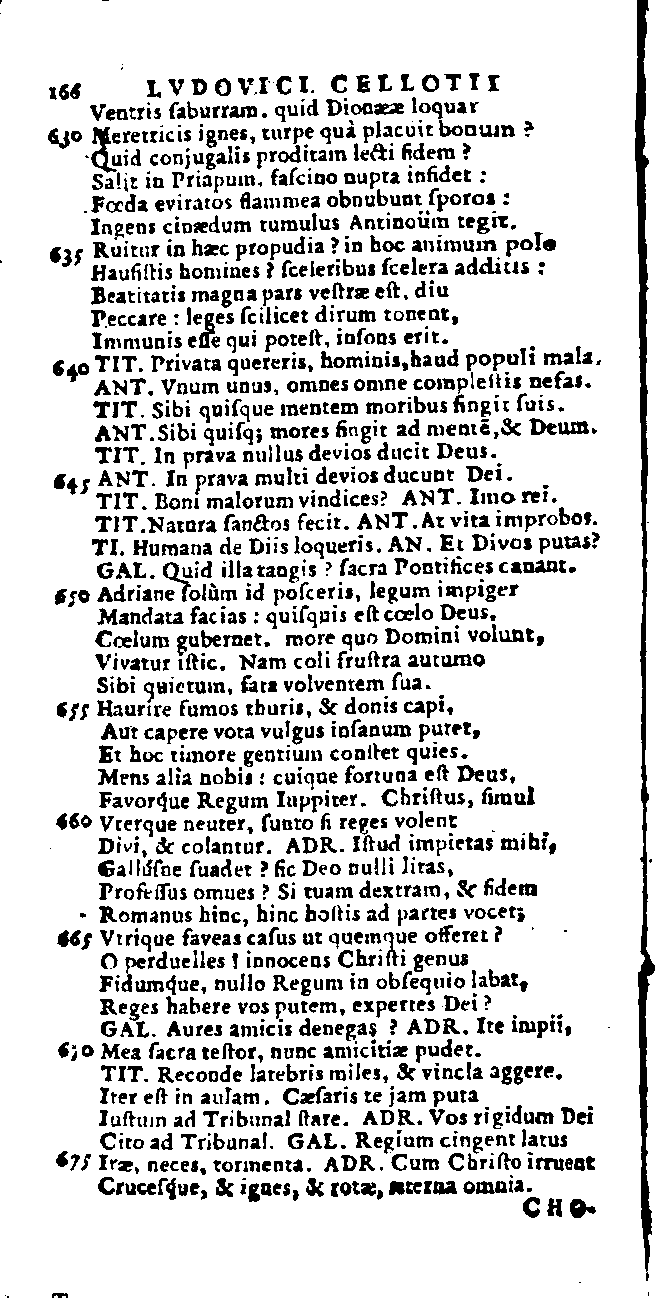 166 LVDOVICI. CELLOTII
Ventris ſaburram. quid Dionææ loquar
630 Meretricis ignes, turpe quà placuit bonum ?
Quid conjugalis proditam lecti fidem ?
Salit in Priapum. faſcino nupta inſidet :
Fœda eviratos flammea obnubunt ſporos :
Ingens cinædum tumulus Antinoüm tegit.
635 Ruitur in hæc propudia ? in hoc animum polo
Hauſiſtis homines ? ſceleribus ſcelera additis :
Beatitatis magna pars veſtræ eſt, diu
Peccare : leges ſcilicet dirum tonent,
Immunis eſſe qui poteſt, inſons erit.
640 TIT. Privata quereris, hominis, haud populi mala.
ANT. Vnum unus, omnes omne compleſtis nefas.
TIT. Sibi quiſque mentem moribus fingit ſuis.
ANT. Sibi quiſq; mores fingit ad mentē, & Deum.
TIT. In prava nullus devios ducit Deus.
645 ANT. In prava multi devios ducunt Dei.
TIT. Boni malorum vindices? ANT. Imo rei.
TIT. Natura ſanctos fecit. ANT. At vita improbos.
TI. Humana de Diis loqueris. AN. Et Divos putas?
GAL. Quid illa tangis ? ſacra Pontifices canant.
650 Adriane ſolùm id poſceris, legum impiger
Mandata facias : quiſquis eſt cœlo Deus,
Cœlum gubernet. more quo Domini volunt,
Vivatur iſtic. Nam coli fruſtra autumo
Sibi quietum, fata volventem ſua.
655 Haurire fumos thuris, & donis capi,
Aut capere vota vulgus inſanum putet,
Et hoc timore gentium conſtet quies.
Mens alia nobis : cuique fortuna eſt Deus,
Favorq́ue Regum Iuppiter. Chriſtus, ſimul
660 Vterque neuter, ſunto ſi reges volent
Divi, & colantur. ADR. Iſtud impietas mihi,
Galluſne ſuadet ? ſic Deo nulli litas,
Profeſſus omnes ? Si tuam dextram, & fidem
Romanus hinc, hinc hoſtis ad partes vocet;
665 Vtrique faveas caſus ut quemque offeret ?
O perduelles ! innocens Chriſti genus
Fidumq́ue, nullo Regum in obſequio labat,
Reges habere vos putem, expertes Dei ?
GAL. Aures amicis denegas ? ADR. Ite impii,
670 Mea ſacra teſtor, nunc amicitiæ pudet.
TIT. Reconde latebris miles, & vincla aggere.
Iter eſt in aulam. Cæſaris te jam puta
Iuſtum ad Tribunal ſtare. ADR. Vos rigidum Dei
Cito ad Tribunal. GAL. Regium cingent latus
675 Iræ, neces, tormenta. ADR. Cum Chriſto irruent
Cruceſq́ue, & ignes, & rotæ, æterna omnia.
CHO-